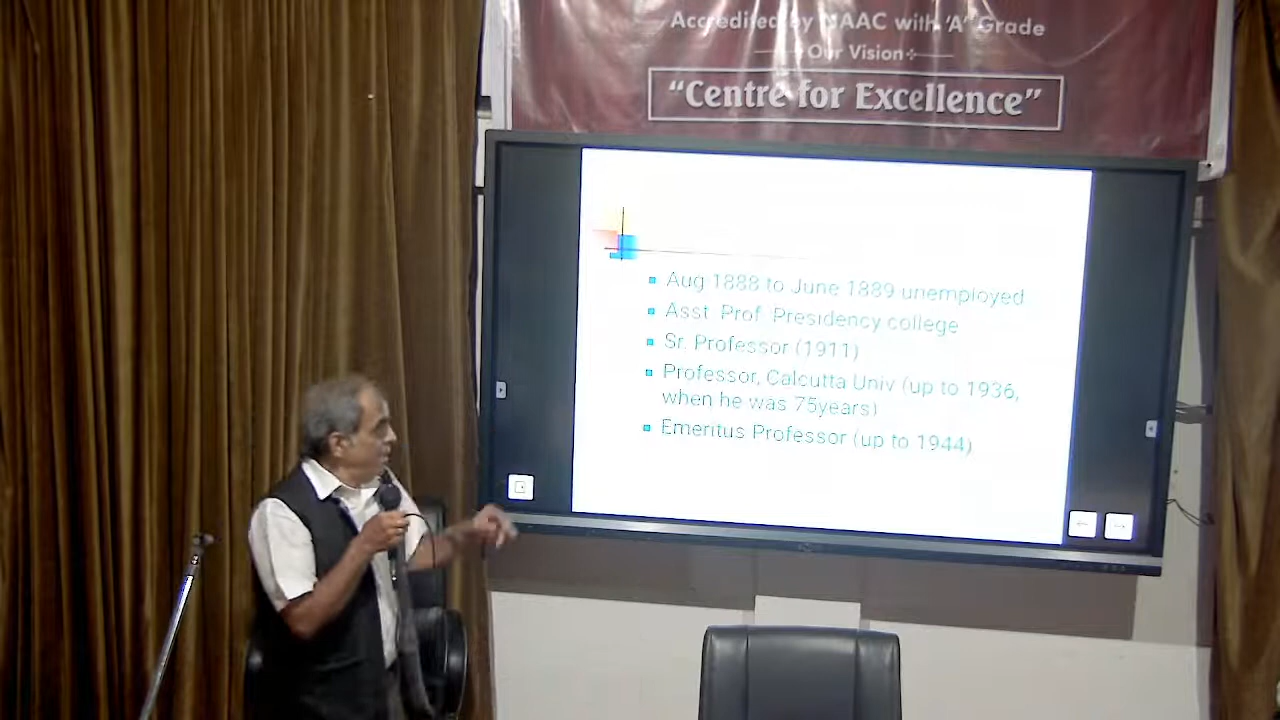 Accredited by NAAC with 'A' Grade
Our Vision
"Centre for Excellence"
Aug 1888 to June 1889 unemployed
Asst. Prof. Presidency college
Sr. Professor (1911)
Professor, Calcutta Univ (up to 1936,
when he was 75years)
Emeritus Professor (up to 1944)